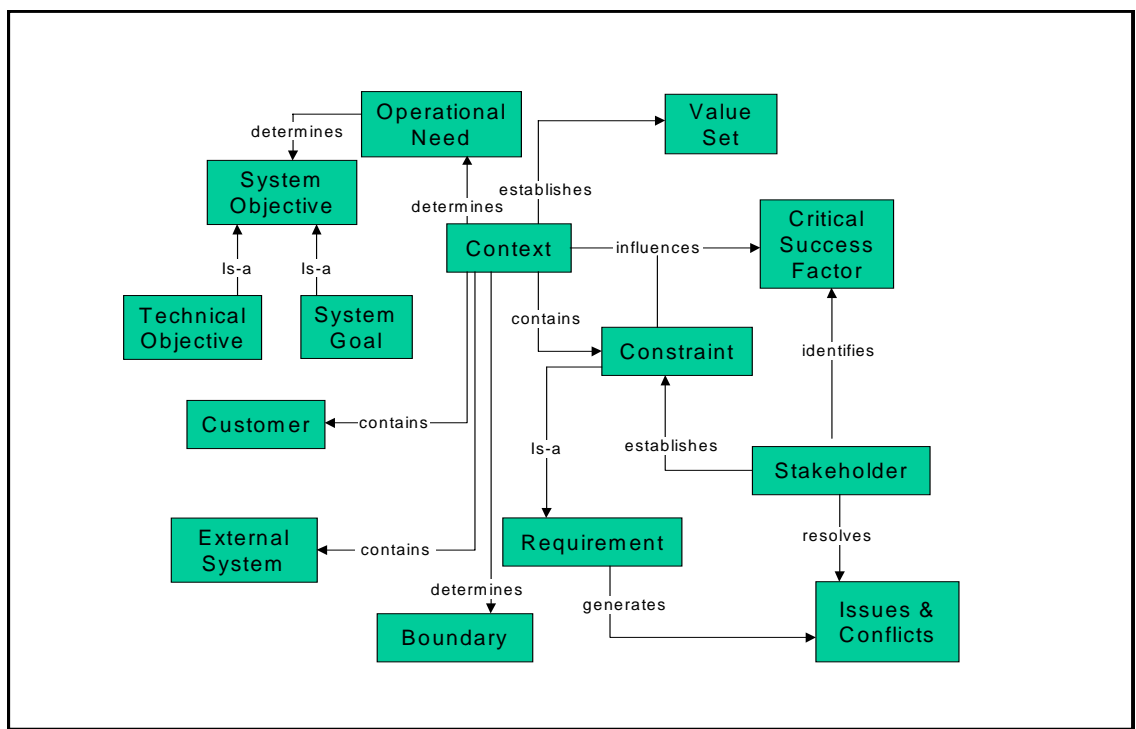 Operational
Need
Value
Set
determines
System
Objective
establishes
determines
Critical
Success
Factor
Context
influences
Is-a
Is-a
Technical
Objective
System
Goal
contains
Constraint
identifies
Customer
contains
Is-a
establishes
Stakeholder
External
System
contains
Requirement
resolves
determines
generates
Boundary
Issues &
Conflicts